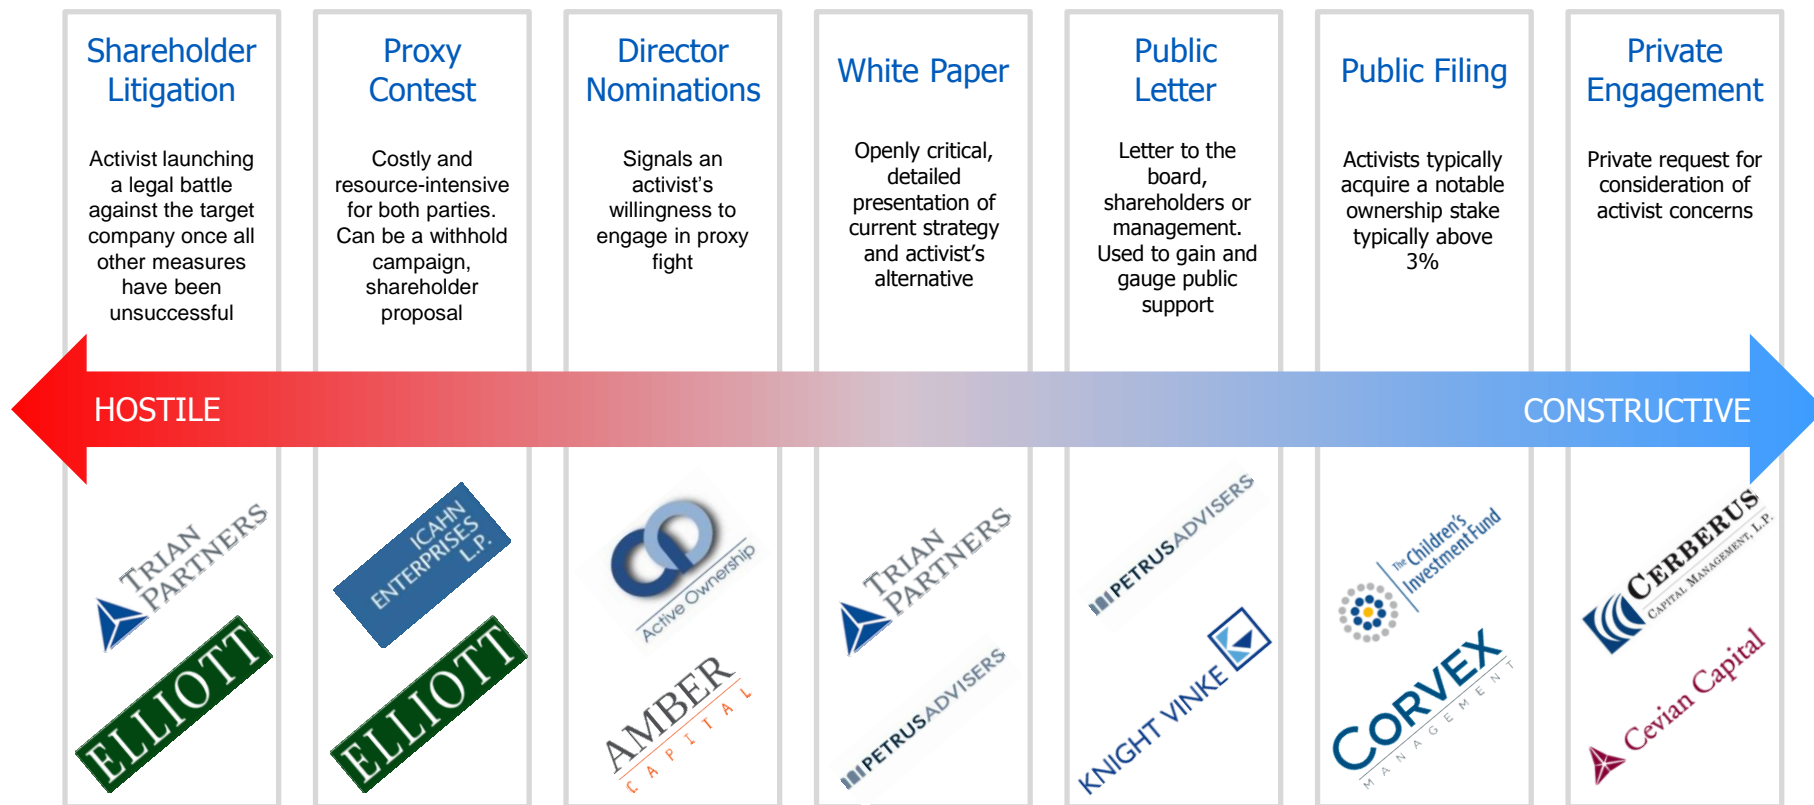 Shareholder
Litigation
Activist launching
a legal battle
against the target
company once all
other measures
have been
unsuccessful
Proxy
Contest
Costly and
resource-intensive
for both parties.
Can be a withhold
campaign,
shareholder
proposal
Director
Nominations
Signals an
activist’s
willingness to
engage in proxy
fight
White Paper
Openly critical,
detailed
presentation of
current strategy
and activist’s
alternative
Public
Letter
Letter to the
board,
shareholders or
management.
Used to gain and
gauge public
support
Public Filing
Activists typically
acquire a notable
ownership stake
typically above
3%
Private
Engagement
Private request for
consideration of
activist concerns
HOSTILE
CONSTRUCTIVE
TRIAN
PARTNERS
ELLIOTT
ICAHN
ENTERPRISES
L.P.
ELLIOTT
Active Ownership
AMBER
CAPITAL
TRIAN
PARTNERS
PETRUSADVISERS
PETRUSADVISERS
KNIGHT VINKE
The Children's
Investment Fund
CORVEX
MANAGEMENT
CERBERUS
CAPITAL MANAGEMENT, L.P.
Cevian Capital